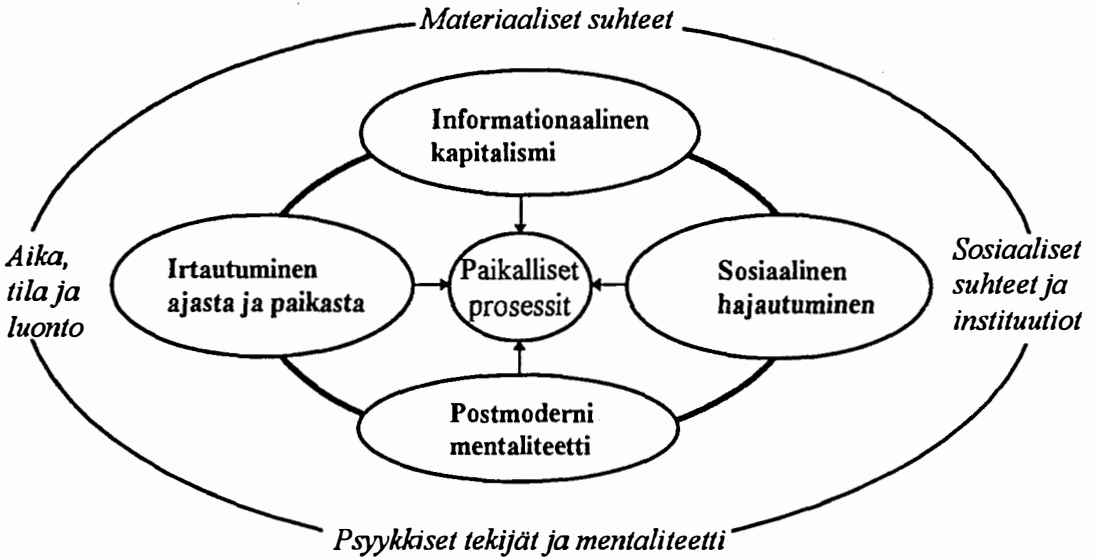 Materiaaliset suhteet
Informationaalinen
kapitalismi
Aika,
tila ja
luonto
Irtautuminen
ajasta ja paikasta
Paikalliset
prosessit
Sosiaalinen
hajautuminen
Sosiaaliset
suhteet ja
instituutiot
Postmoderni
mentaliteetti
Psyykkiset tekijät ja mentaliteetti